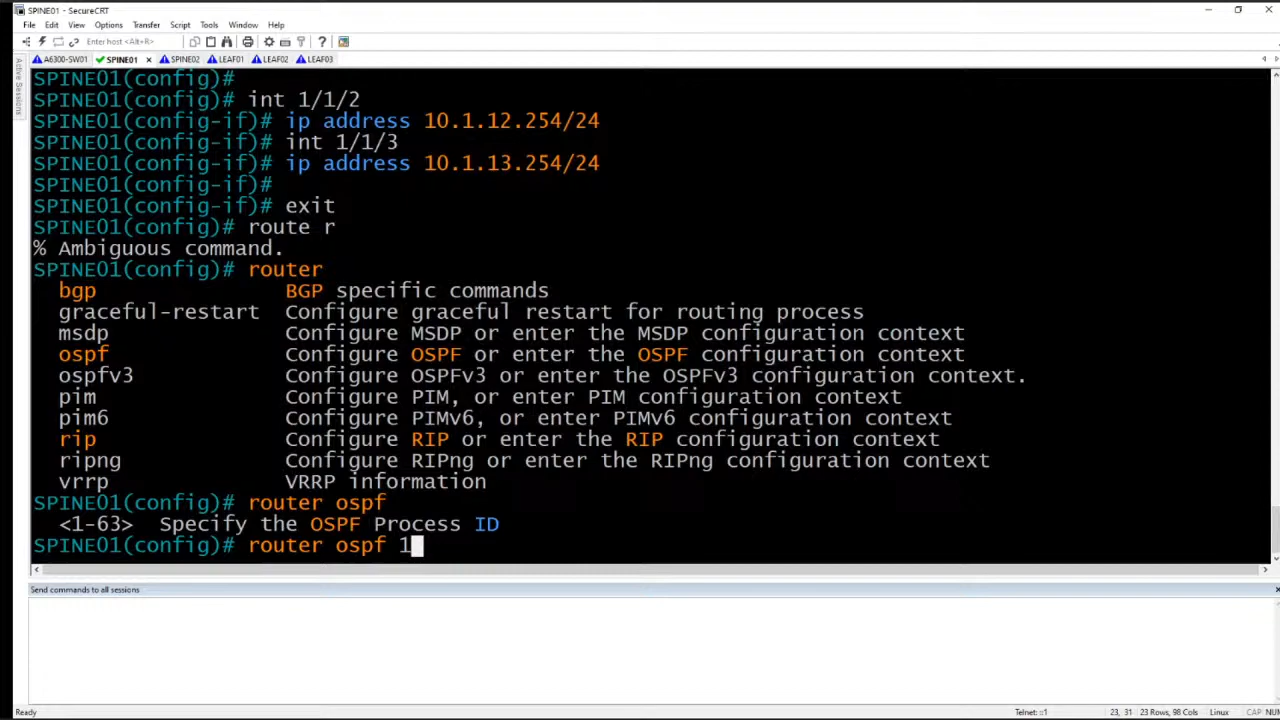 SPINE01 - SecureCRT
File Edit View Options Transfer Script Tools Window Help
Enter host <Alt+R>
A6300-SW01 SPINE01 SPINE02 LEAF01 LEAF02 LEAF03
Active Sessions
SPINE01(config)#
SPINE01(config)# int 1/1/2
SPINE01(config-if)# ip address 10.1.12.254/24
SPINE01(config-if)# int 1/1/3
SPINE01(config-if)# ip address 10.1.13.254/24
SPINE01(config-if)#
SPINE01(config-if)# exit
SPINE01(config)# route r
% Ambiguous command.
SPINE01(config)# router
bgp BGP specific commands
graceful-restart Configure graceful restart for routing process
msdp Configure MSDP or enter the MSDP configuration context
ospf Configure OSPF or enter the OSPF configuration context
ospfv3 Configure OSPFv3 or enter the OSPFv3 configuration context.
pim Configure PIM, or enter PIM configuration context
pim6 Configure PIMv6, or enter PIMv6 configuration context
rip Configure RIP or enter the RIP configuration context
ripng Configure RIPng or enter the RIPng configuration context
vrrp VRRP information
SPINE01(config)# router ospf
<1-63> Specify the OSPF Process ID
SPINE01(config)# router ospf 1
Send commands to all sessions
Ready Telnet: ::1 23, 31 23 Rows, 98 Cols Linux CAP NUM